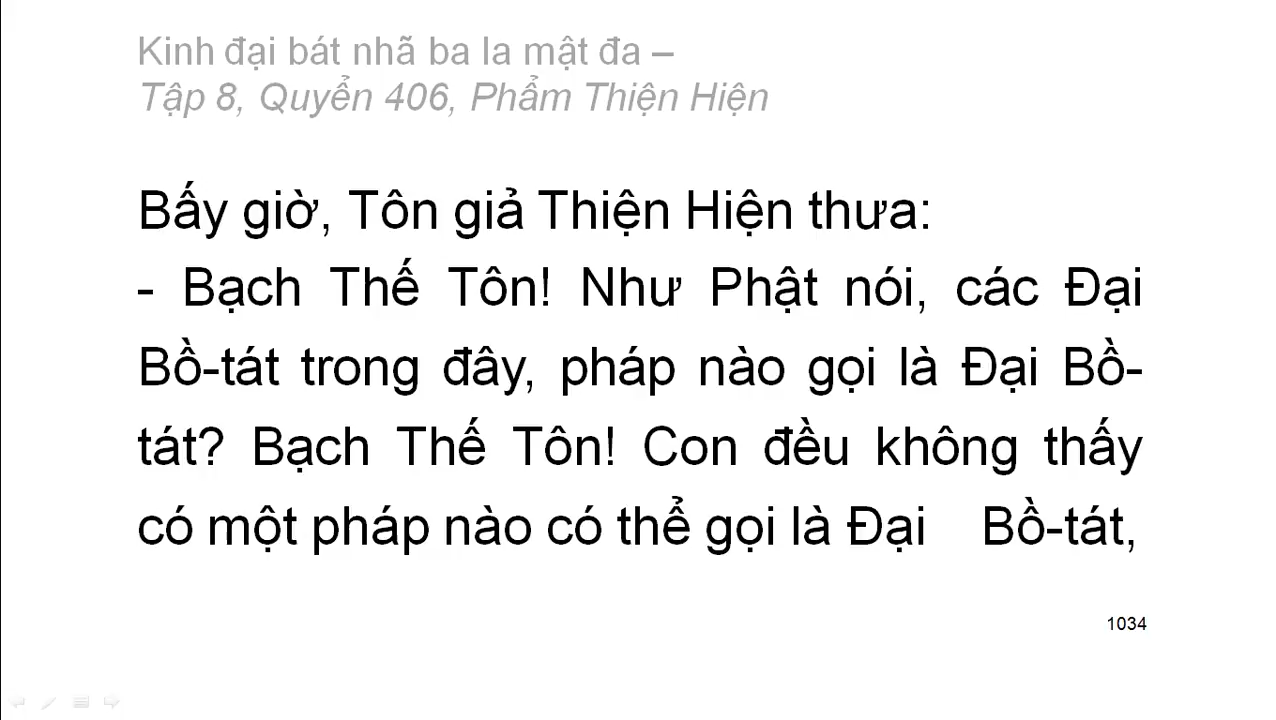 Kinh đại bát nhã ba la mật đa –
Tập 8, Quyển 406, Phẩm Thiện Hiện
Bấy giờ, Tôn giả Thiện Hiện thưa:
- Bạch Thế Tôn! Như Phật nói, các Đại
Bồ-tát trong đây, pháp nào gọi là Đại Bồ-
tát? Bạch Thế Tôn! Con đều không thấy
có một pháp nào có thể gọi là Đại Bồ-tát,
1034